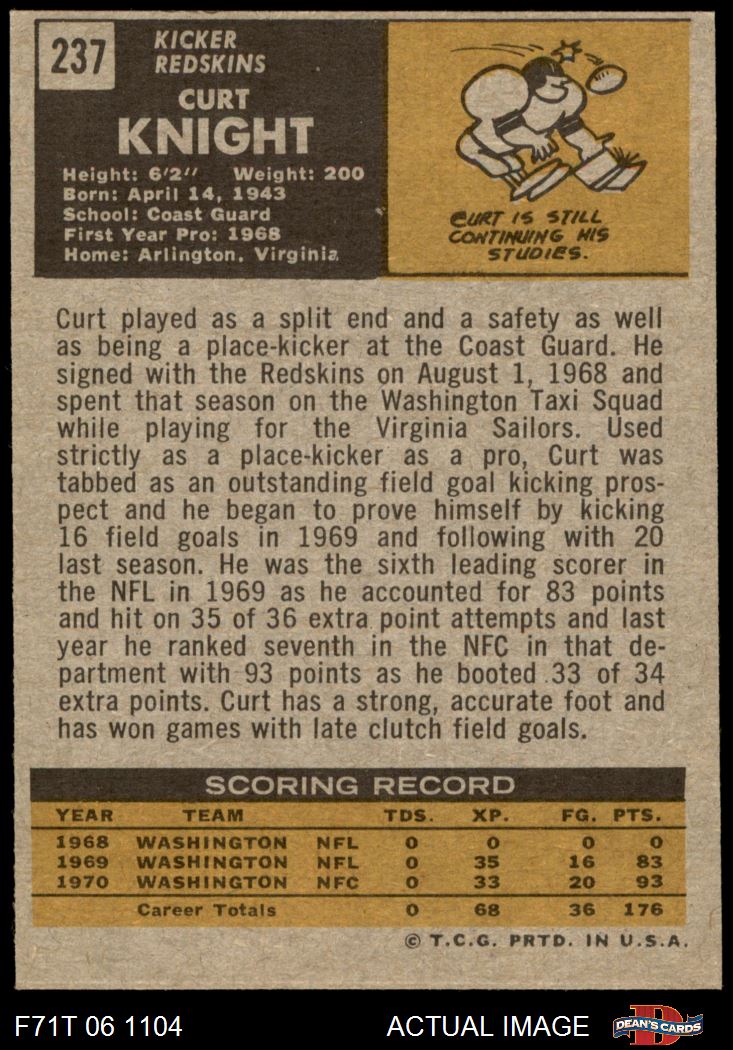 237
KICKER
REDSKINS
CURT
KNIGHT
Height: 6'2" Weight: 200
Born: April 14, 1943
School: Coast Guard
First Year Pro: 1968
Home: Arlington, Virginia
CURT IS STILL
CONTINUING HIS
STUDIES.
Curt played as a split end and a safety as well
as being a place-kicker at the Coast Guard. He
signed with the Redskins on August 1, 1968 and
spent that season on the Washington Taxi Squad
while playing for the Virginia Sailors. Used
strictly as a place-kicker as a pro, Curt was
tabbed as an outstanding field goal kicking pros-
pect and he began to prove himself by kicking
16 field goals in 1969 and following with 20
last season. He was the sixth leading scorer in
the NFL in 1969 as he accounted for 83 points
and hit on 35 of 36 extra point attempts and last
year he ranked seventh in the NFC in that de-
partment with 93 points as he booted 33 of 34
extra points. Curt has a strong, accurate foot and
has won games with late clutch field goals.
SCORING RECORD
YEAR TEAM TDS. XP. FG. PTS.
1968 WASHINGTON NFL 0 0 0 0
1969 WASHINGTON NFL 0 35 16 83
1970 WASHINGTON NFC 0 33 20 93
Career Totals 0 68 36 176
© T.C.G. PRTD. IN U.S.A.
F71T 06 1104 ACTUAL IMAGE D DEAN'S CARDS